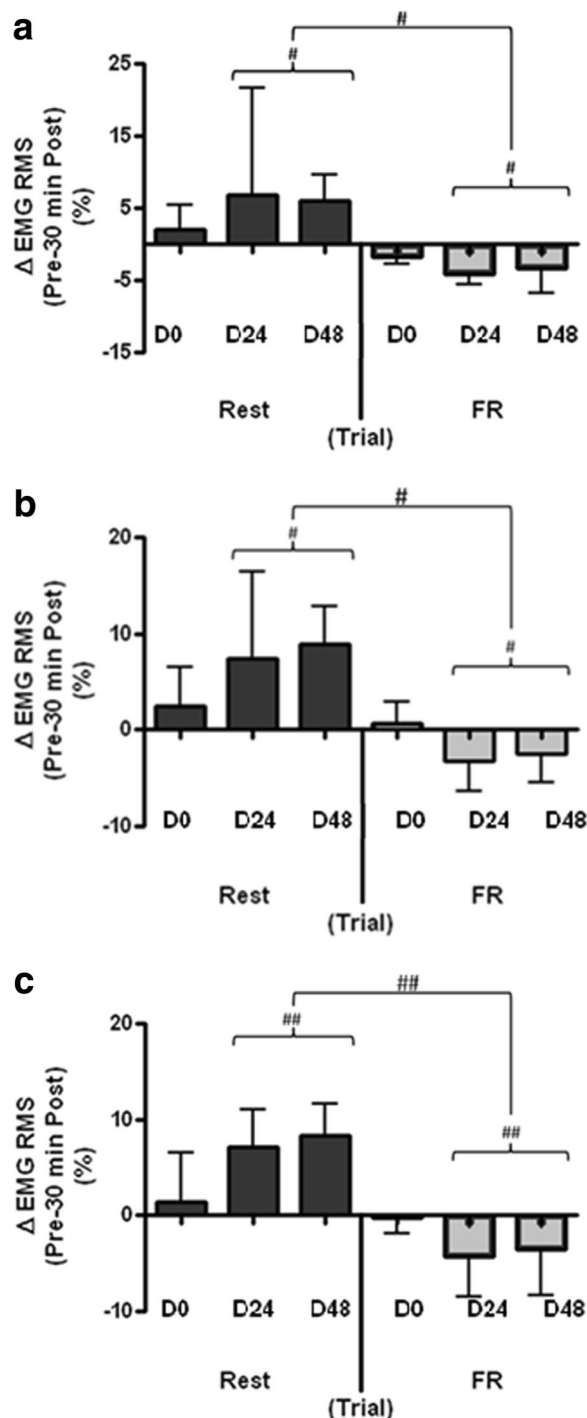 a
#
25
#
15
#
5
-5
-15
Δ EMG RMS
(Pre-30 min Post)
(%)
D0 D24 D48 D0 D24 D48
Rest FR
(Trial)
b
#
20
#
10
#
0
-10
Δ EMG RMS
(Pre-30 min Post)
(%)
D0 D24 D48 D0 D24 D48
Rest FR
(Trial)
c
##
20
##
10
##
0
-10
Δ EMG RMS
(Pre-30 min Post)
(%)
D0 D24 D48 D0 D24 D48
Rest FR
(Trial)